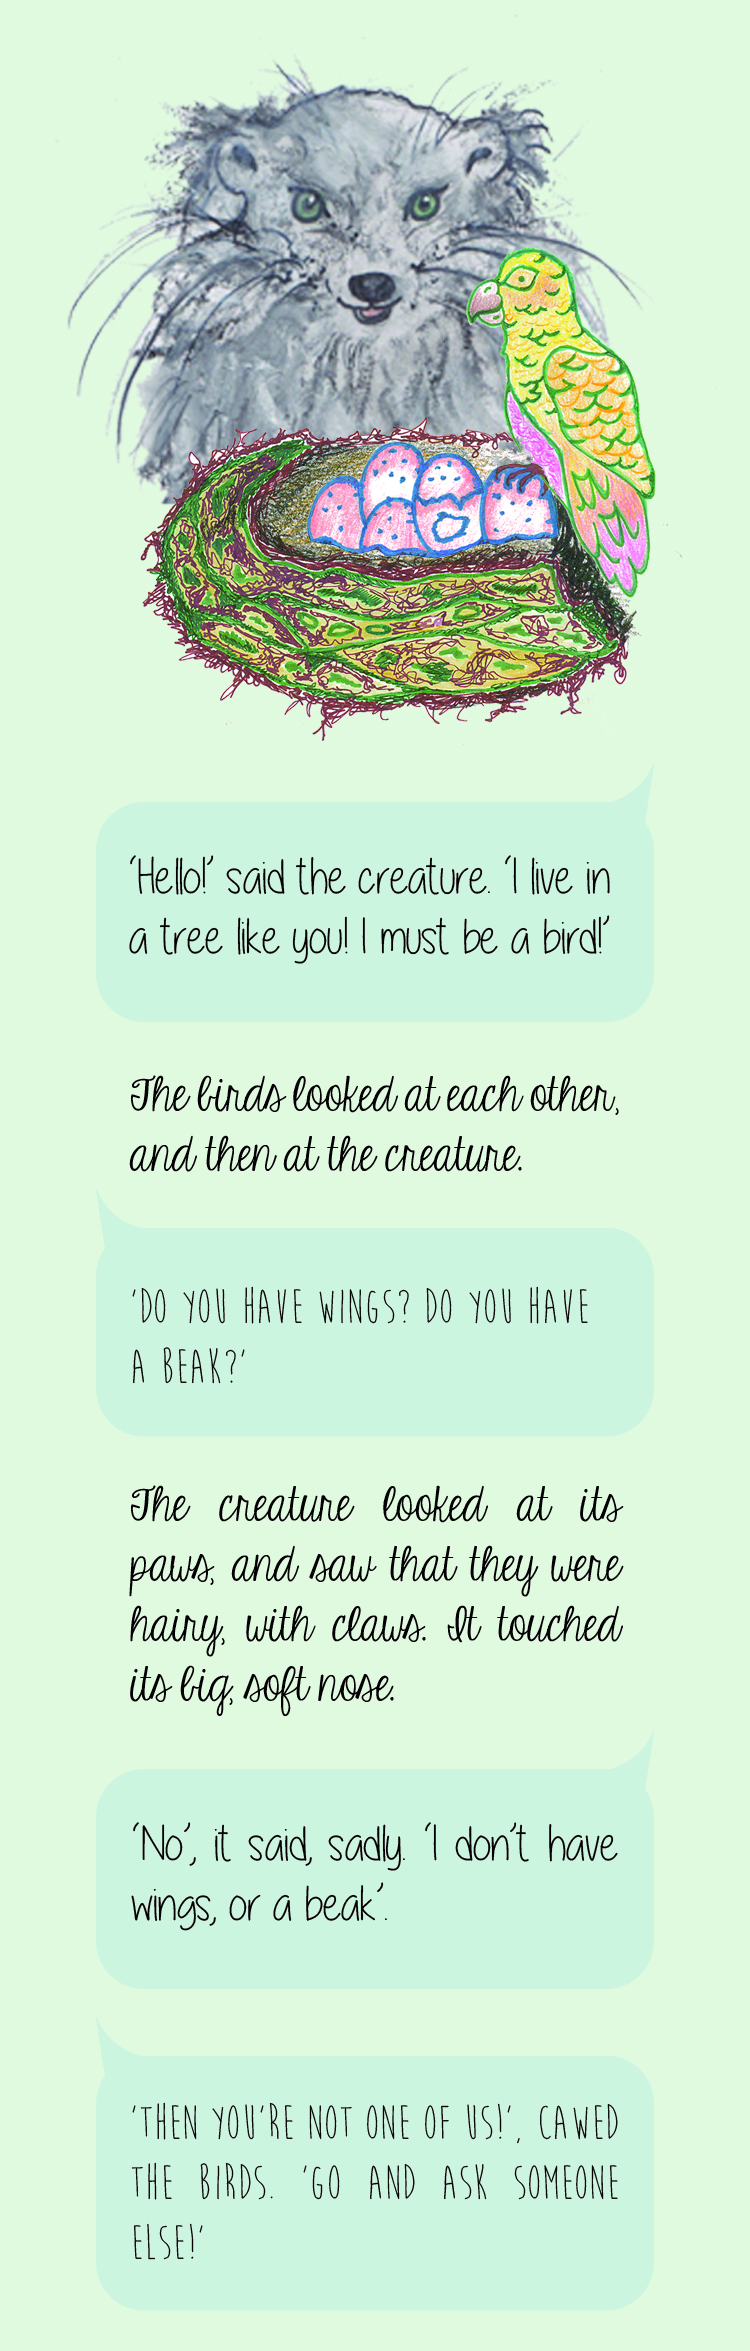 ‘Hello!’ said the creature. ‘I live in
a tree like you! I must be a bird!’
The birds looked at each other,
and then at the creature.
‘DO YOU HAVE WINGS? DO YOU HAVE
A BEAK?’
The creature looked at its
paws, and saw that they were
hairy, with claws. It touched
its big, soft nose.
‘No’, it said, sadly. ‘I don’t have
wings, or a beak’.
‘THEN YOU’RE NOT ONE OF US!’, CAWED
THE BIRDS. ‘GO AND ASK SOMEONE
ELSE!’